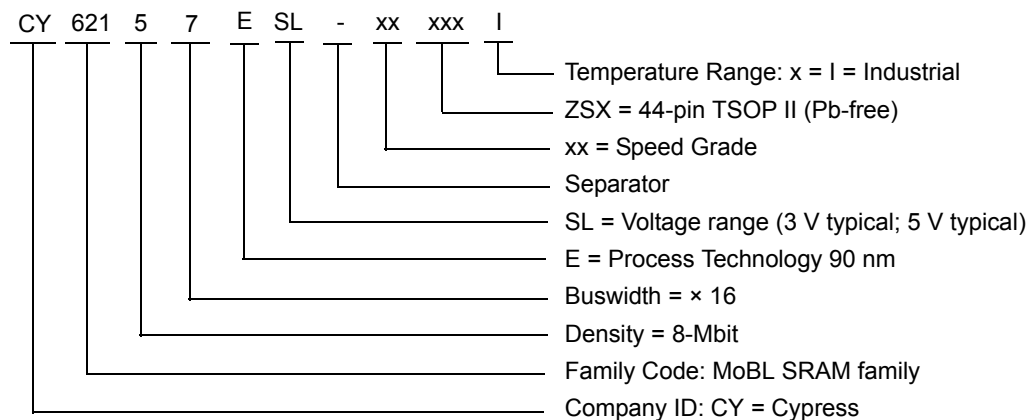 CY 621 5 7 E SL - xx xxx I
Temperature Range: x = I = Industrial
ZSX = 44-pin TSOP II (Pb-free)
xx = Speed Grade
Separator
SL = Voltage range (3 V typical; 5 V typical)
E = Process Technology 90 nm
Buswidth = × 16
Density = 8-Mbit
Family Code: MoBL SRAM family
Company ID: CY = Cypress